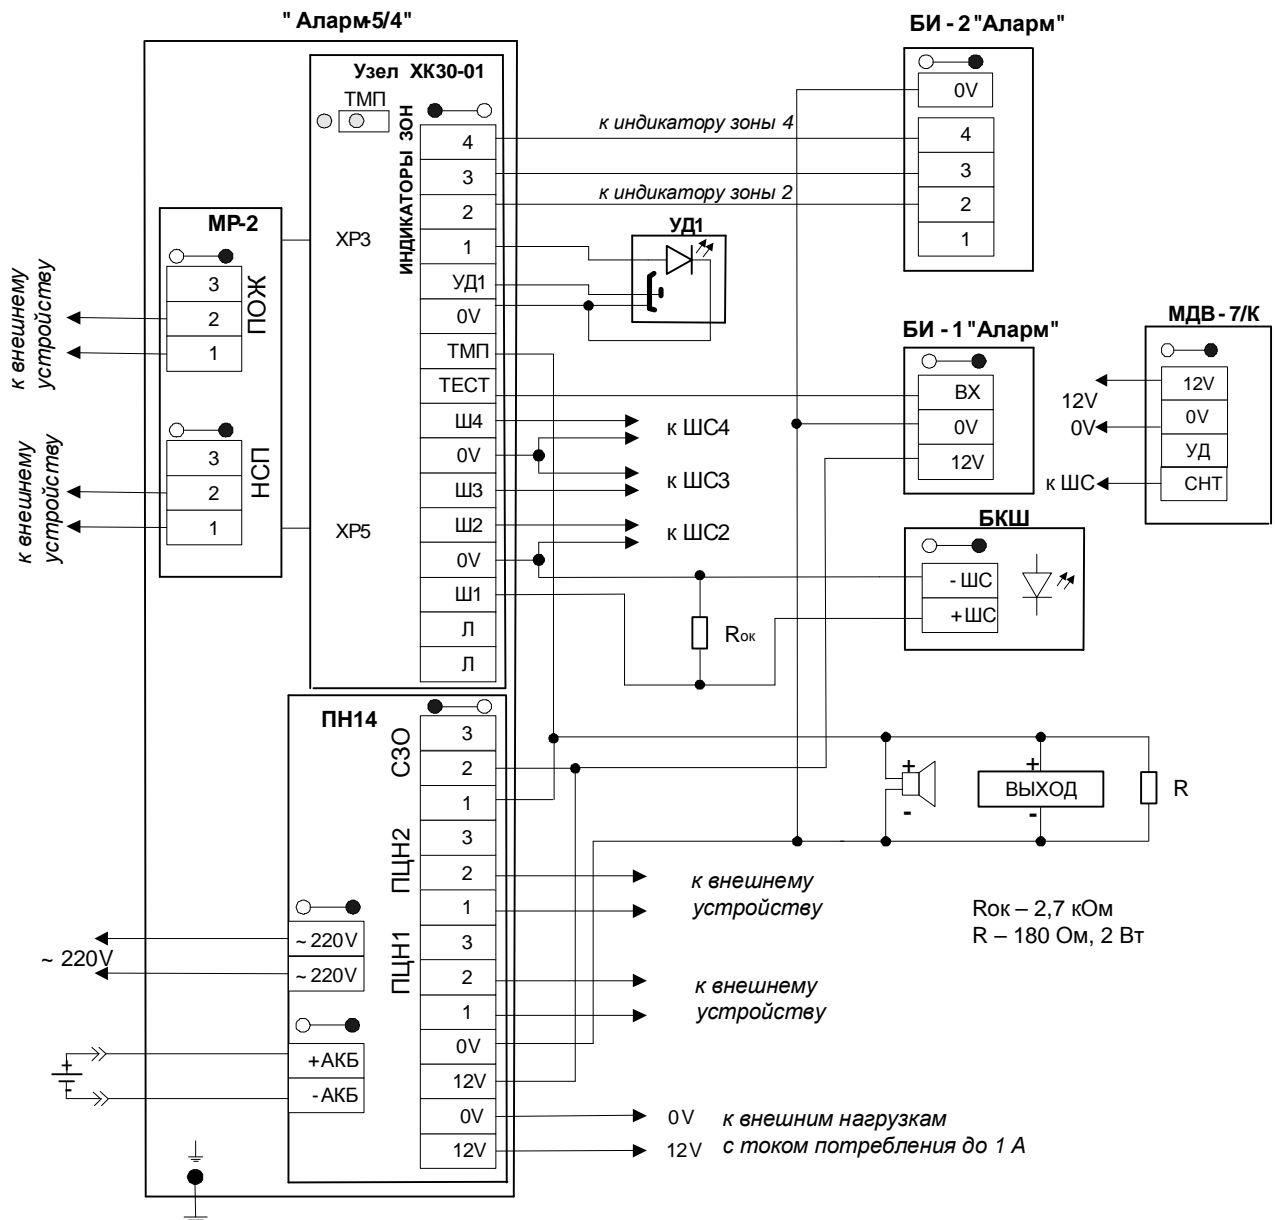 " Аларм-5/4"
БИ - 2 "Аларм"
Узел ХК30-01
ТМП
ИНДИКАТОРЫ ЗОН
4
3
2
1
УД1
0V
ТМП
ТЕСТ
Ш4
0V
Ш3
Ш2
0V
Ш1
Л
Л
ХР3
ХР5
МР-2
3
2
1
ПОЖ
3
2
1
НСП
к внешнему
устройству
к внешнему
устройству
к индикатору зоны 4
к индикатору зоны 2
0V
4
3
2
1
УД1
БИ - 1 "Аларм"
ВХ
0V
12V
МДВ - 7/К
12V
0V
УД
СНТ
12V
0V
к ШС
к ШС4
к ШС3
к ШС2
БКШ
- ШС
+ ШС
Rок
ПН14
СЗО
3
2
1
ПЦН2
3
2
1
ПЦН1
3
2
1
0V
12V
0V
12V
~ 220V
~ 220V
~ 220V
+АКБ
- АКБ
+
-
+
-
+
ВЫХОД
-
R
к внешнему
устройству
к внешнему
устройству
Rок – 2,7 кОм
R – 180 Ом, 2 Вт
0V к внешним нагрузкам
12V с током потребления до 1 А